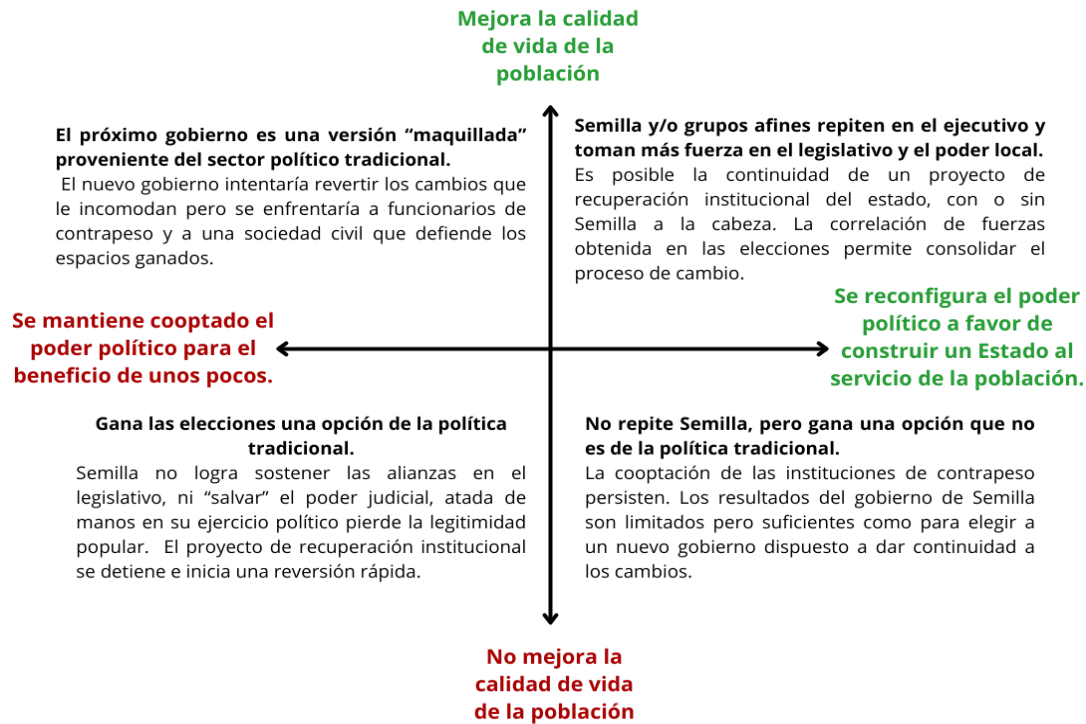 Mejora la calidad
de vida de la
población
El próximo gobierno es una versión “maquillada”
proveniente del sector político tradicional.
El nuevo gobierno intentaría revertir los cambios que
le incomodan pero se enfrentaría a funcionarios de
contrapeso y a una sociedad civil que defiende los
espacios ganados.
Semilla y/o grupos afines repiten en el ejecutivo y
toman más fuerza en el legislativo y el poder local.
Es posible la continuidad de un proyecto de
recuperación institucional del estado, con o sin
Semilla a la cabeza. La correlación de fuerzas
obtenida en las elecciones permite consolidar el
proceso de cambio.
Se mantiene cooptado el
poder político para el
beneficio de unos pocos.
Se reconfigura el poder
político a favor de
construir un Estado al
servicio de la población.
Gana las elecciones una opción de la política
tradicional.
Semilla no logra sostener las alianzas en el
legislativo, ni “salvar” el poder judicial, atada de
manos en su ejercicio político pierde la legitimidad
popular. El proyecto de recuperación institucional
se detiene e inicia una reversión rápida.
No repite Semilla, pero gana una opción que no
es de la política tradicional.
La cooptación de las instituciones de contrapeso
persisten. Los resultados del gobierno de Semilla
son limitados pero suficientes como para elegir a
un nuevo gobierno dispuesto a dar continuidad a
los cambios.
No mejora la
calidad de vida
de la población